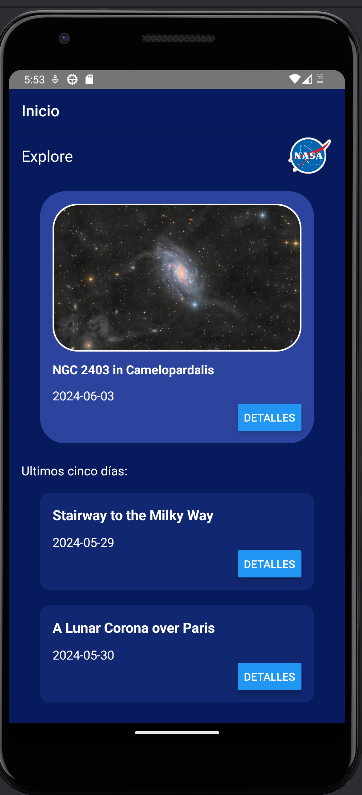 5:53
Inicio
Explore
NASA
NGC 2403 in Camelopardalis
2024-06-03
DETALLES
Ultimos cinco días:
Stairway to the Milky Way
2024-05-29
DETALLES
A Lunar Corona over Paris
2024-05-30
DETALLES